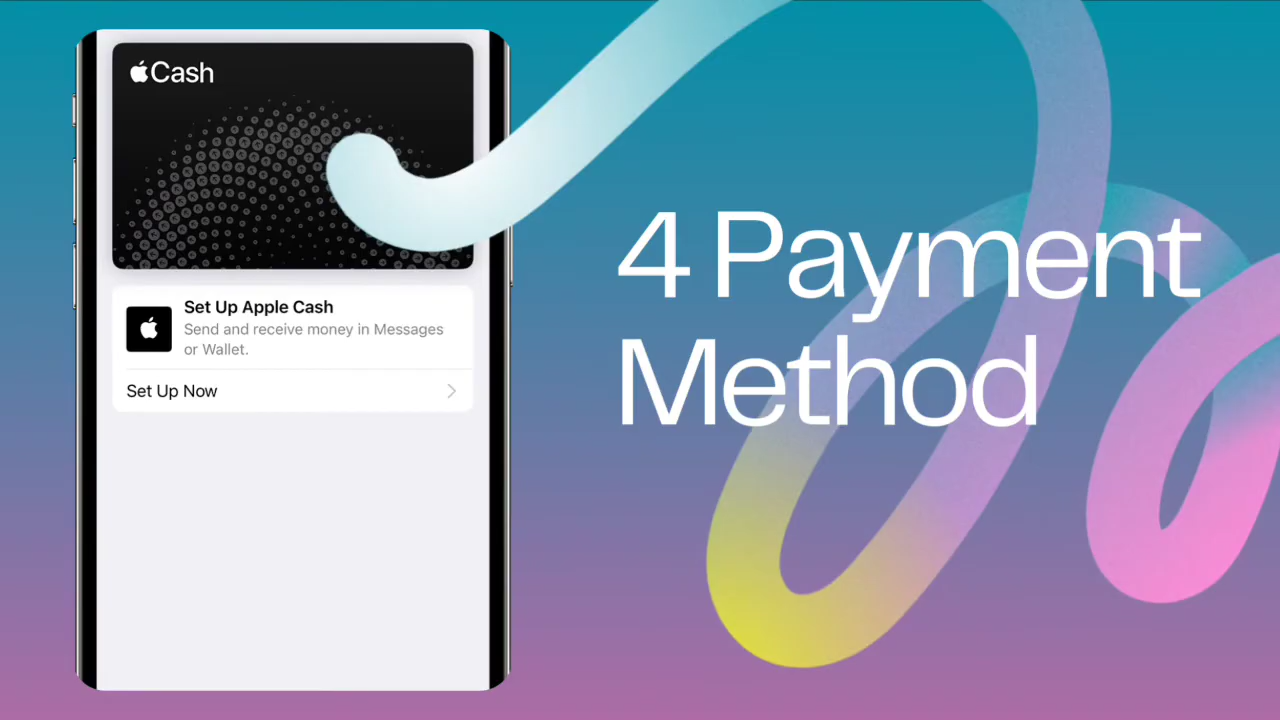 Cash
Set Up Apple Cash
Send and receive money in Messages
or Wallet.
Set Up Now
4 Payment
Method